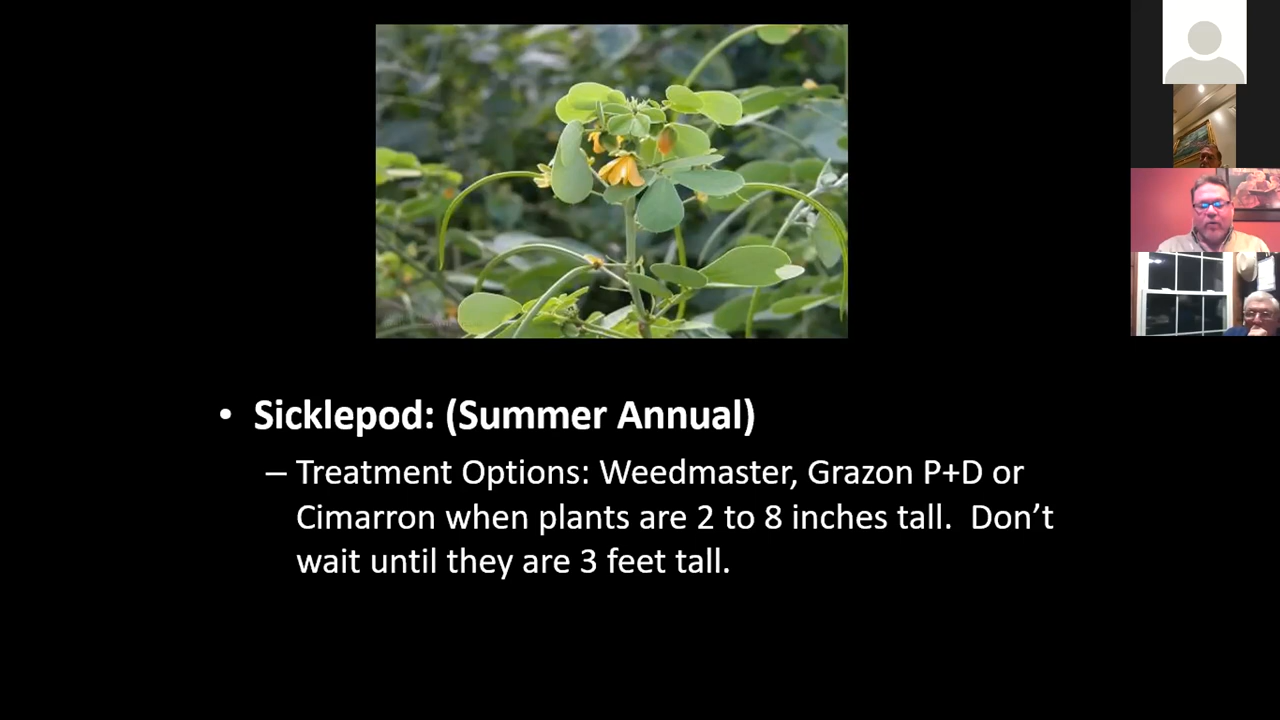 • Sicklepod: (Summer Annual)
– Treatment Options: Weedmaster, Grazon P+D or
Cimarron when plants are 2 to 8 inches tall.  Don’t
wait until they are 3 feet tall.